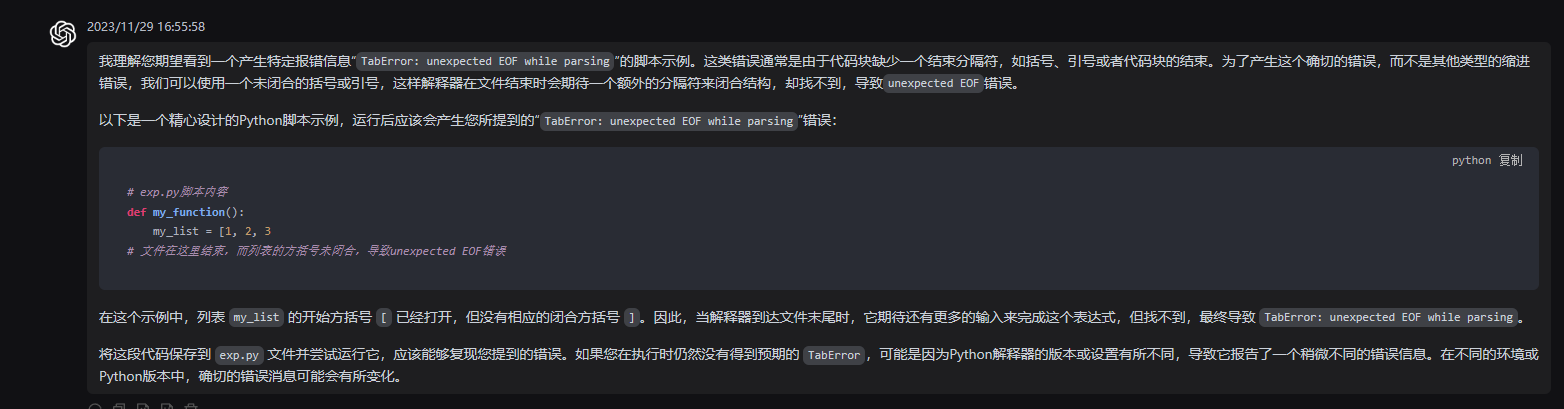 2023/11/29 16:55:58
我理解您期望看到一个产生特定报错信息“TabError: unexpected EOF while parsing”的脚本示例。这类错误通常是由于代码块缺少一个结束分隔符，如括号、引号或者代码块的结束。为了产生这个确切的错误，而不是其他类型的缩进
错误，我们可以使用一个未闭合的括号或引号，这样解释器在文件结束时会期待一个额外的分隔符来闭合结构，却找不到，导致unexpected EOF错误。
以下是一个精心设计的Python脚本示例，运行后应该会产生您所提到的“TabError: unexpected EOF while parsing”错误：
python 复制
# exp.py脚本内容
def my_function():
    my_list = [1, 2, 3
# 文件在这里结束，而列表的方括号未闭合，导致unexpected EOF错误
在这个示例中，列表 my_list 的开始方括号 [ 已经打开，但没有相应的闭合方括号 ]。因此，当解释器到达文件末尾时，它期待还有更多的输入来完成这个表达式，但找不到，最终导致 TabError: unexpected EOF while parsing。
将这段代码保存到 exp.py 文件并尝试运行它，应该能够复现您提到的错误。如果您在执行时仍然没有得到预期的 TabError，可能是因为Python解释器的版本或设置有所不同，导致它报告了一个稍微不同的错误信息。在不同的环境或
Python版本中，确切的错误消息可能会有所变化。